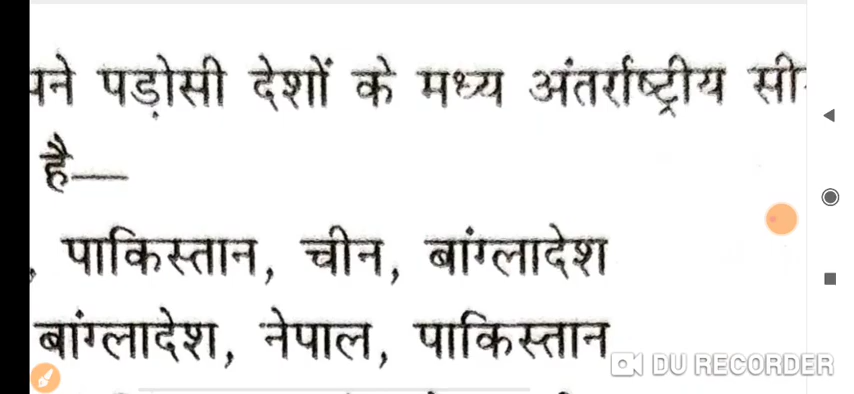 पने पड़ोसी देशों के मध्य अंतर्राष्ट्रीय सी
है—
, पाकिस्तान, चीन, बांग्लादेश
बांग्लादेश, नेपाल, पाकिस्तान
DU RECORDER